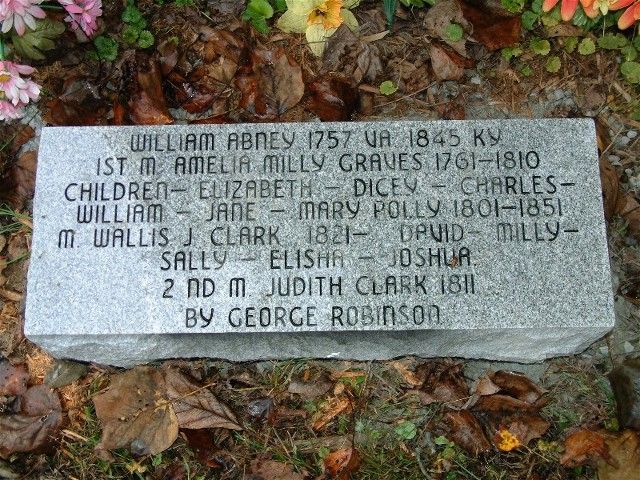 WILLIAM ABNEY 1757 VA 1845 KY
1ST M. AMELIA MILLY GRAVES 1761-1810
CHILDREN- ELIZABETH - DICEY - CHARLES-
WILLIAM - JANE - MARY POLLY 1801-1851
M. WALLIS J. CLARK 1821- DAVID- MILLY-
SALLY - ELISHA - JOSHUA.
2 ND M. JUDITH CLARK 1811
BY GEORGE ROBINSON